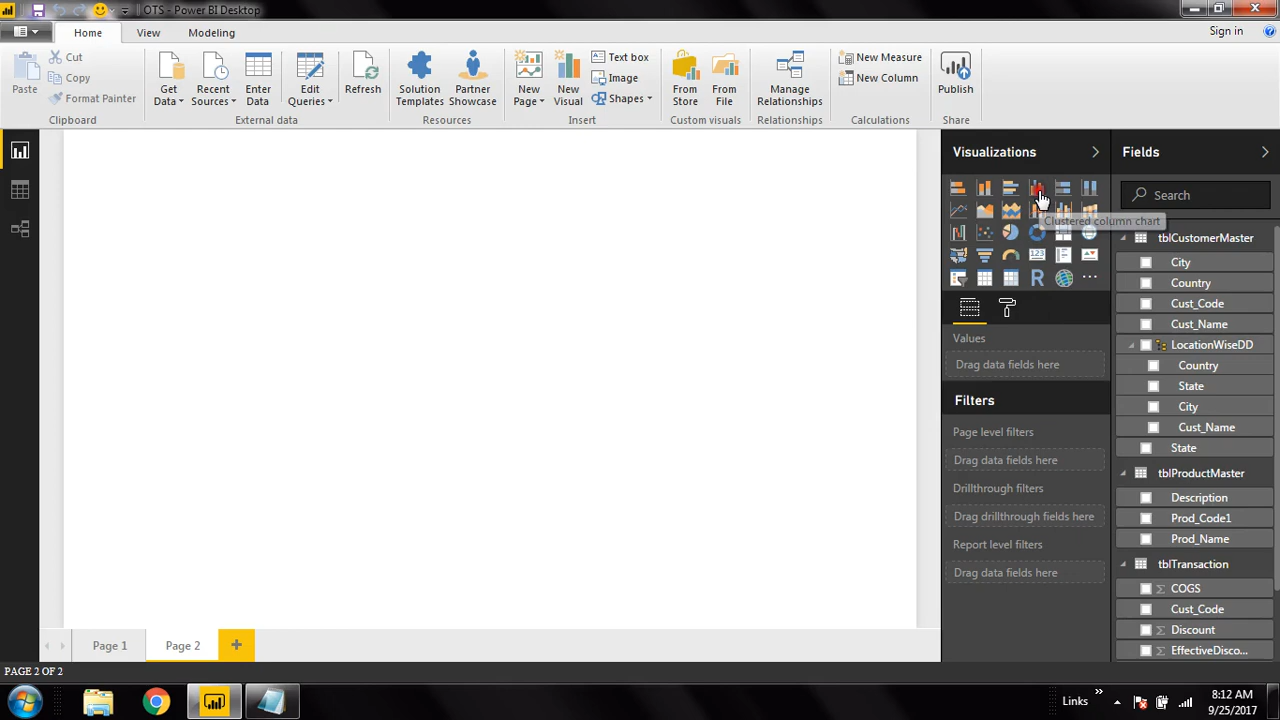 OTS - Power BI Desktop
Home
View
Modeling
Sign in
Paste
Cut
Copy
Format Painter
Clipboard
Get Data
Recent Sources
Enter Data
Edit Queries
Refresh
External data
Solution Templates
Partner Showcase
Resources
New Page
New Visual
Text box
Image
Shapes
Insert
From Store
From File
Custom visuals
Manage Relationships
Relationships
New Measure
New Column
Calculations
Publish
Share
Visualizations
Clustered column chart
123
R
Values
Drag data fields here
Filters
Page level filters
Drag data fields here
Drillthrough filters
Drag drillthrough fields here
Report level filters
Drag data fields here
Fields
Search
tblCustomerMaster
City
Country
Cust_Code
Cust_Name
LocationWiseDD
Country
State
City
Cust_Name
State
tblProductMaster
Description
Prod_Code1
Prod_Name
tblTransaction
Σ COGS
Cust_Code
Σ Discount
Σ EffectiveDisco...
Page 1
Page 2
PAGE 2 OF 2
Links
8:12 AM
9/25/2017